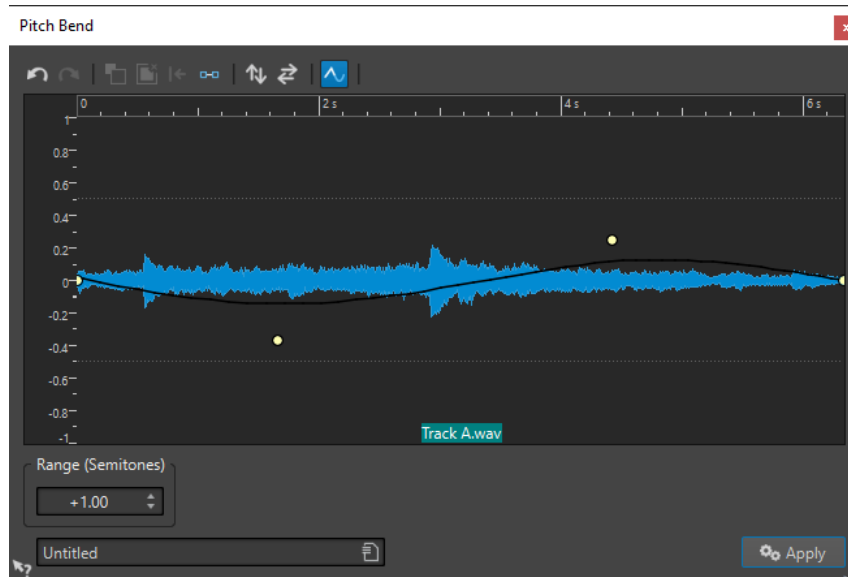 Pitch Bend
x
0 2 s 4 s 6 s
1
0.8
0.6
0.4
0.2
0
-0.2
-0.4
-0.6
-0.8
-1
Track A.wav
Range (Semitones)
+1.00
Untitled
Apply
?